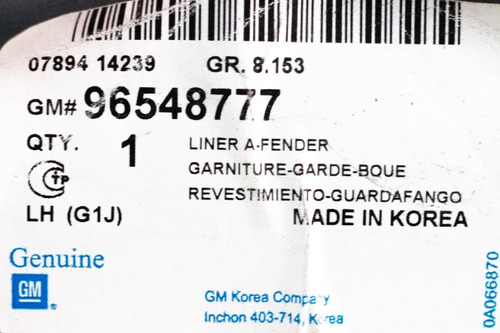 07894 14239 GR. 8.153
GM# 96548777
QTY. 1 LINER A-FENDER
GARNITURE-GARDE-BOUE
REVESTIMIENTO-GUARDAFANGO
LH (G1J) MADE IN KOREA
Genuine
GM ®
GM Korea Company
Inchon 403-714, Korea
0A066870